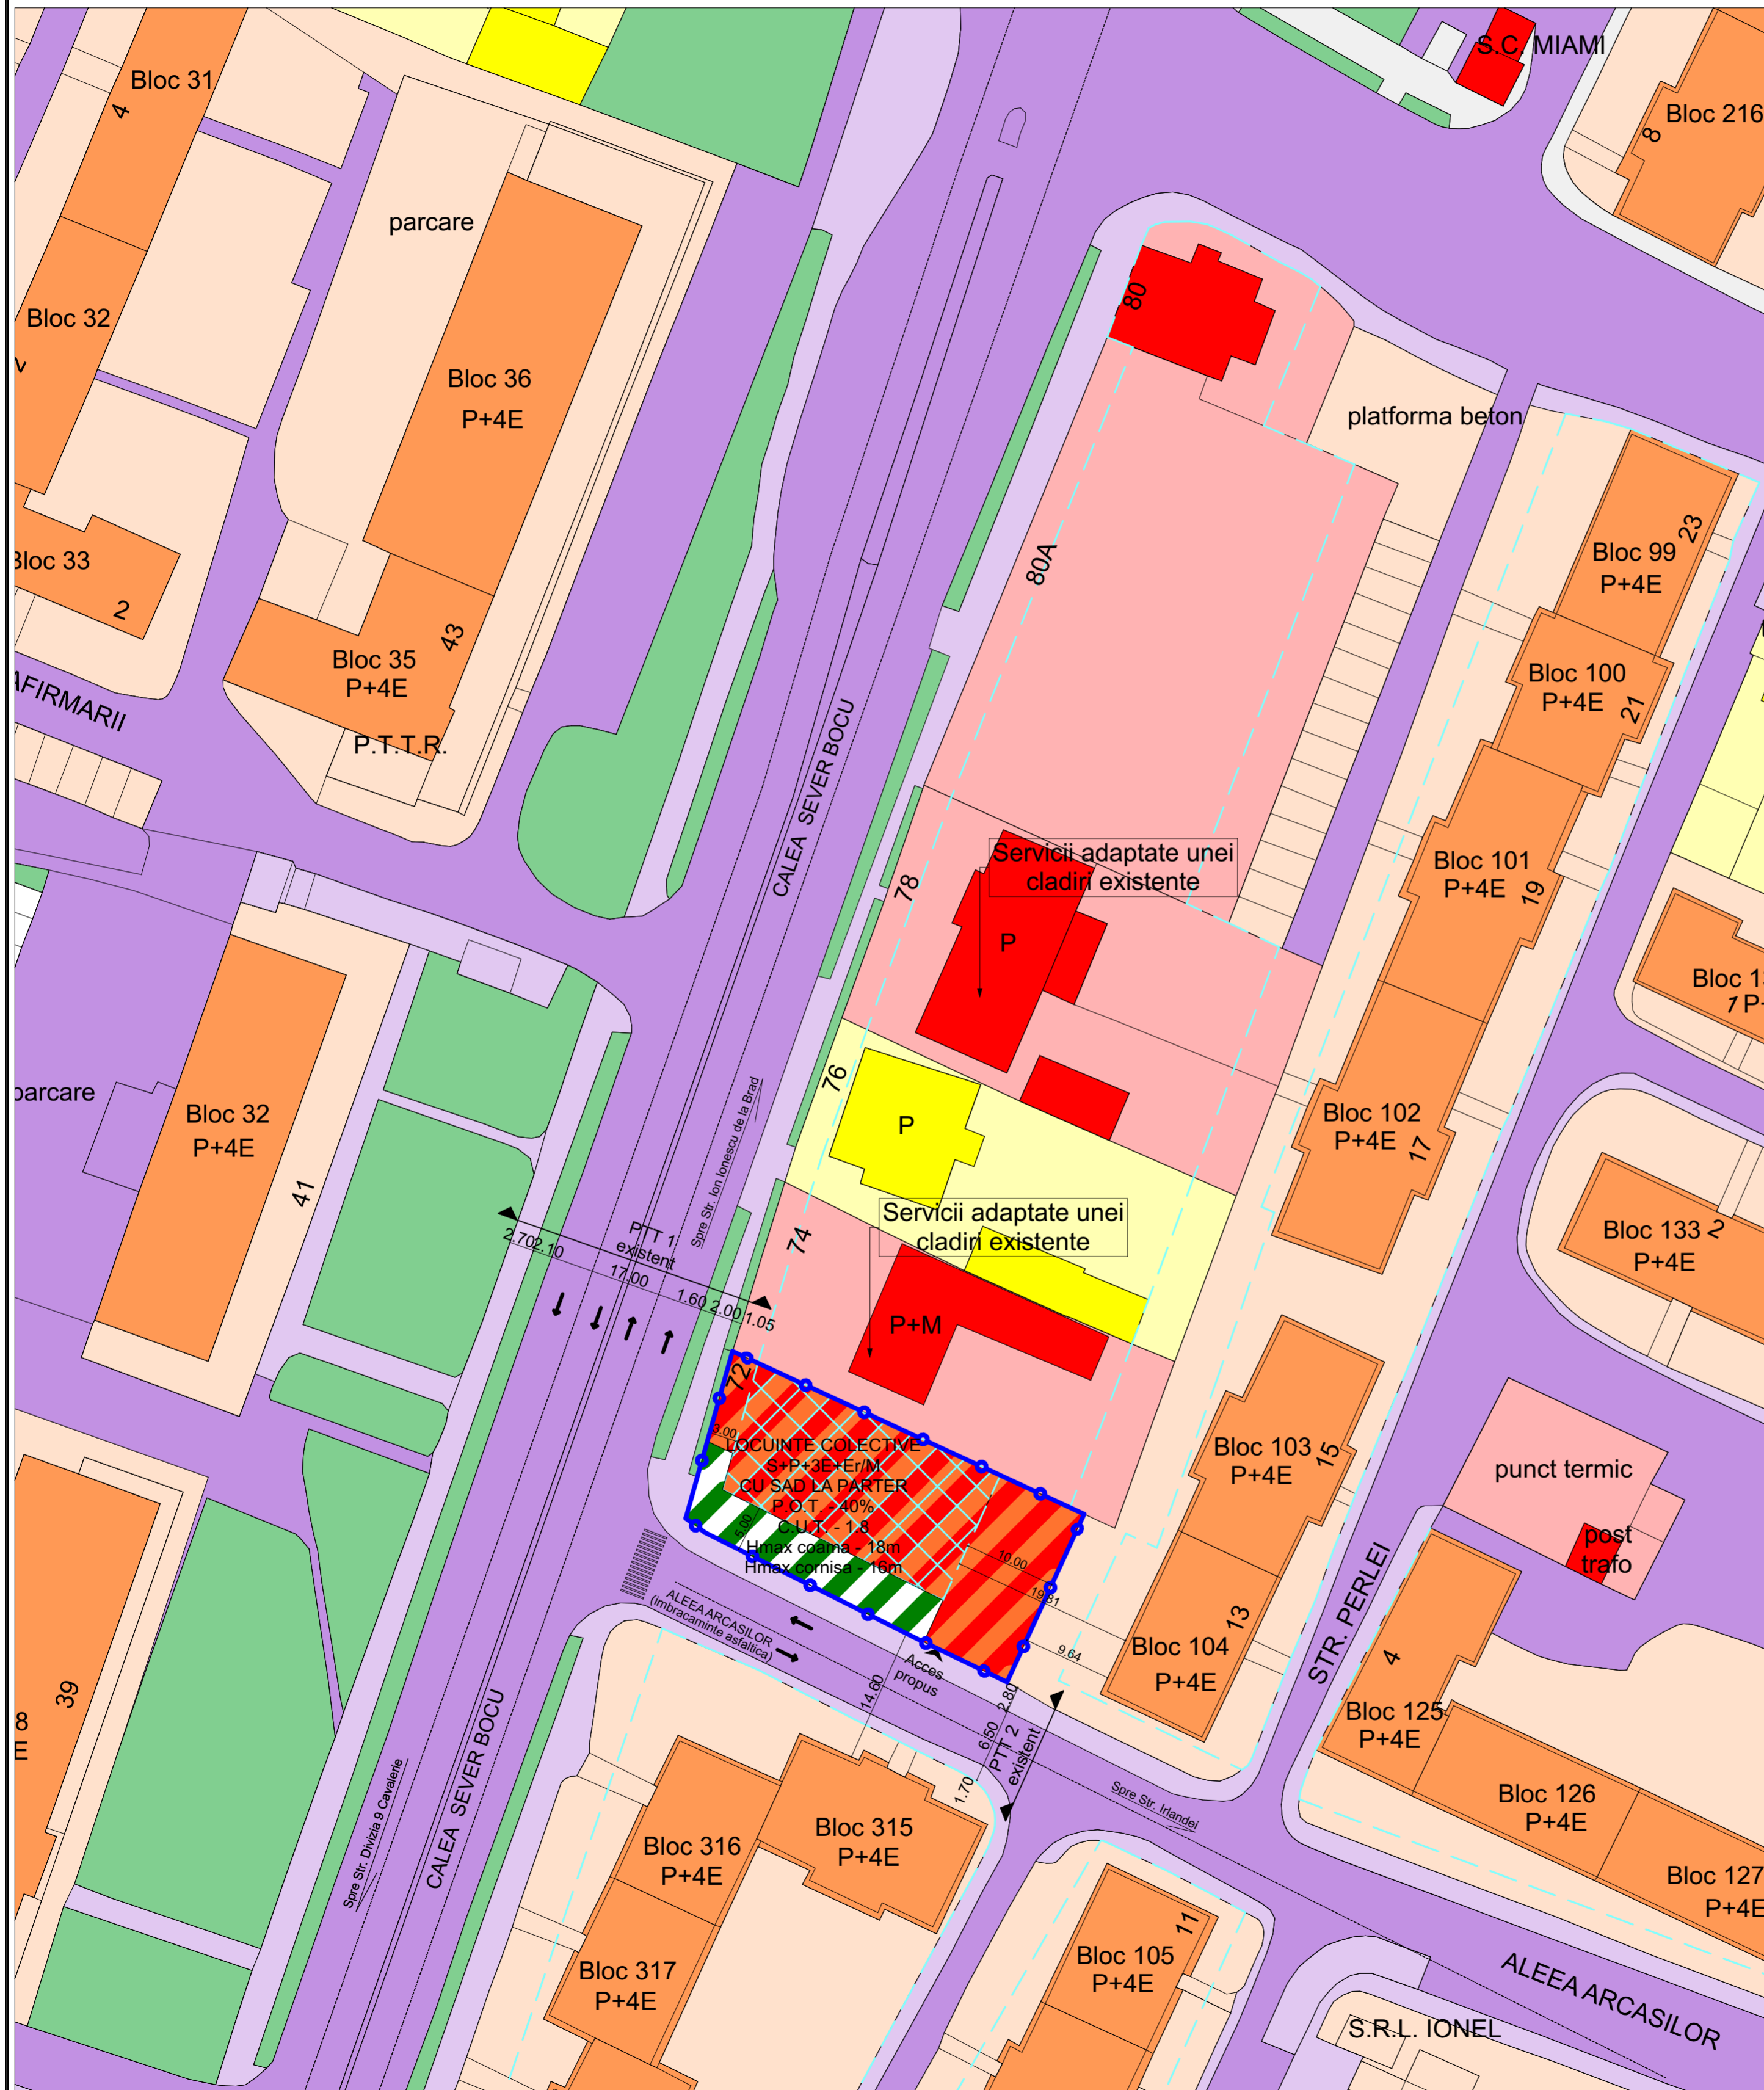 S.C. MIAMI
Bloc 31
4
Bloc 216
8
parcare
80
Bloc 32
Bloc 36
P+4E
platforma beton
80A
23
Bloc 99
P+4E
Bloc 33
2
43
Bloc 35
P+4E
Bloc 100
P+4E
21
AFIRMARII
P.T.T.R.
CALEA SEVER BOCU
Servicii adaptate unei
cladiri existente
78
P
Bloc 101
P+4E
19
Bloc 1
1 P+
parcare
Bloc 32
P+4E
41
76
P
Spre Str. Ion Ionescu de la Brad
Bloc 102
P+4E
17
Servicii adaptate unei
cladiri existente
74
P+M
Bloc 133
2
P+4E
PTT 1
existent
2.70
2.10
17.00
1.60
2.00
1.05
72
3.00
LOCUINTE COLECTIVE
S+P+3E+Er/M
CU SAD LA PARTER
P.O.T. - 40%
C.U.T. - 1.8
Hmax coama - 18m
Hmax cornisa - 16m
5.00
10.00
19.31
9.64
Bloc 103
P+4E
15
punct termic
post
trafo
STR. PERLEI
ALEEA ARCASILOR
(imbracaminte asfaltica)
Acces
propus
14.60
2.80
6.50
1.70
PTT 2
existent
Bloc 104
P+4E
13
4
Bloc 125
P+4E
39
8
E
Spre Str. Divizia 9 Cavalerie
CALEA SEVER BOCU
Spre Str. Irlandei
Bloc 126
P+4E
Bloc 315
P+4E
Bloc 316
P+4E
Bloc 127
P+4E
Bloc 317
P+4E
Bloc 105
P+4E
11
ALEEA ARCASILOR
S.R.L. IONEL